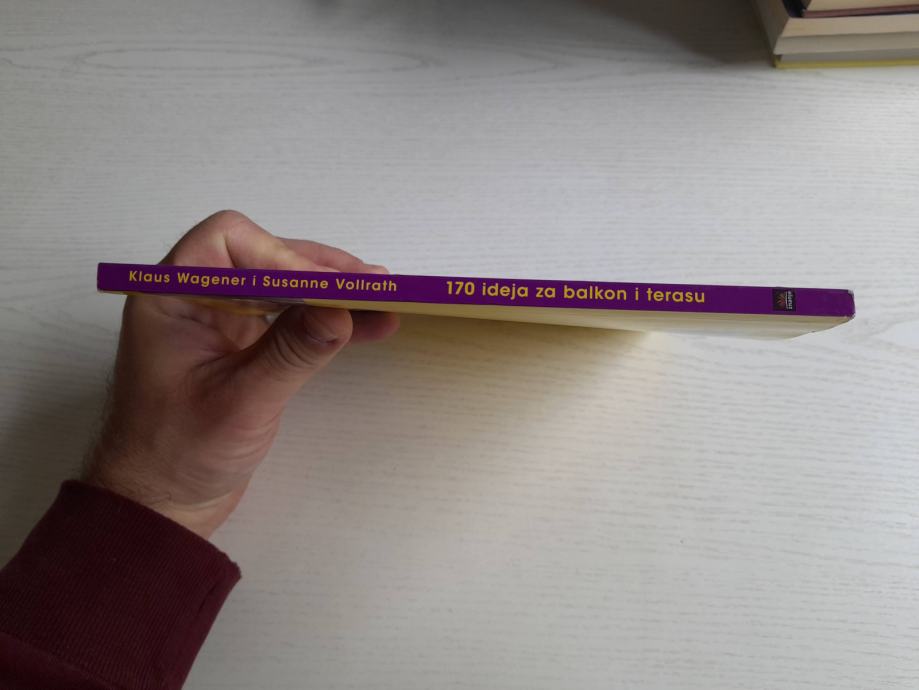 Klaus Wagener i Susanne Vollrath 170 ideja za balkon i terasu